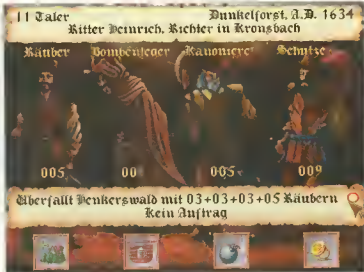 11 Taler Dunkelforst, A.D. 1634
Ritter Heinrich, Richter in Kronsbach
Räuber Bombenleger Kanoniere Schütze
005 00 005 009
Überfallt Henkerswald mit 03+03+03+05 Räubern
Kein Auftrag